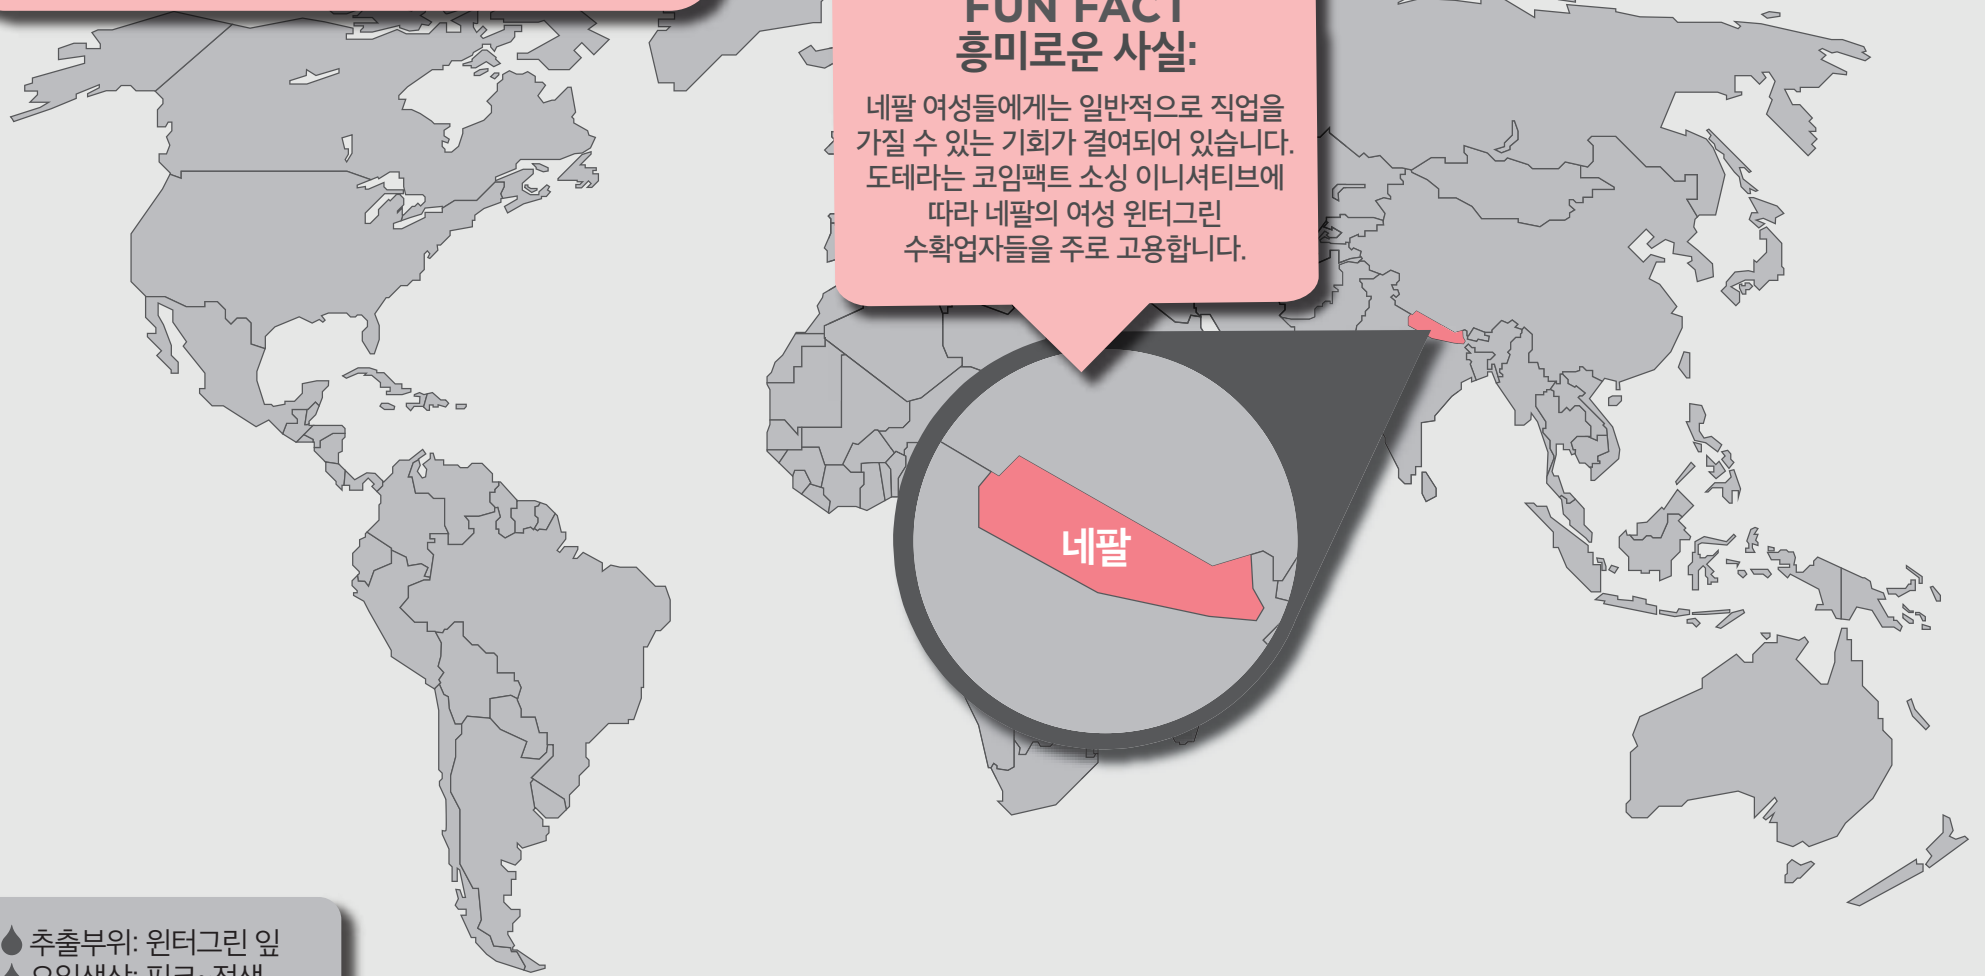 FUN FACT
흥미로운 사실:
네팔 여성들에게는 일반적으로 직업을
가질 수 있는 기회가 결여되어 있습니다.
도테라는 코임팩트 소싱 이니셔티브에
따라 네팔의 여성 윈터그린
수확업자들을 주로 고용합니다.
네팔
추출부위: 윈터그린 잎